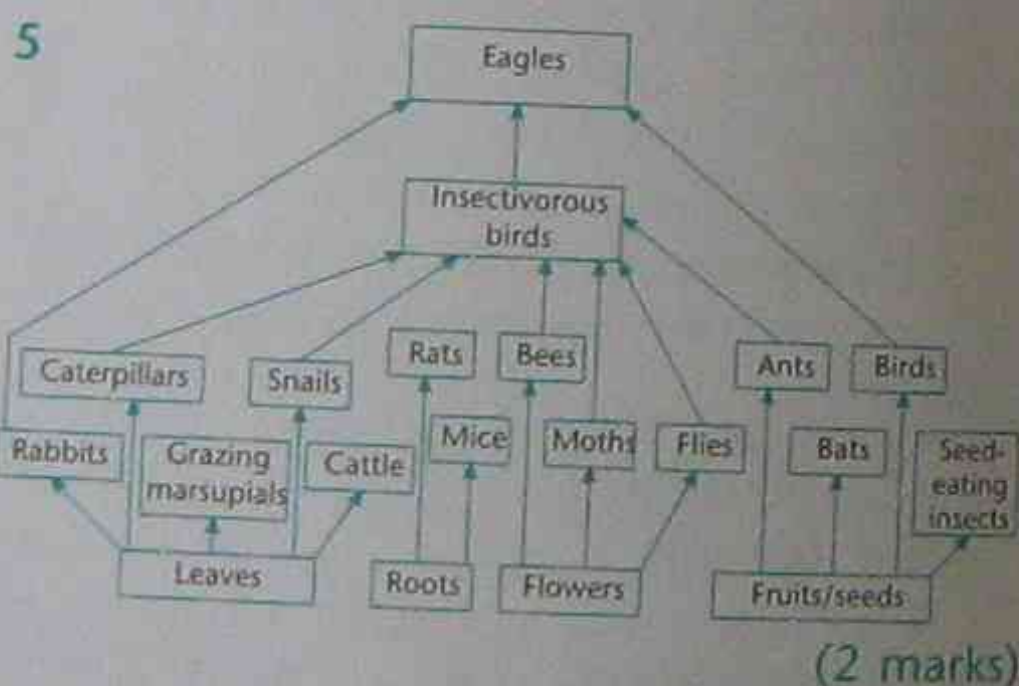 5
Eagles
Insectivorous
birds
Caterpillars
Snails
Rats
Bees
Ants
Birds
Rabbits
Grazing
marsupials
Cattle
Mice
Moths
Flies
Bats
Seed-
eating
insects
Leaves
Roots
Flowers
Fruits/seeds
(2 marks)